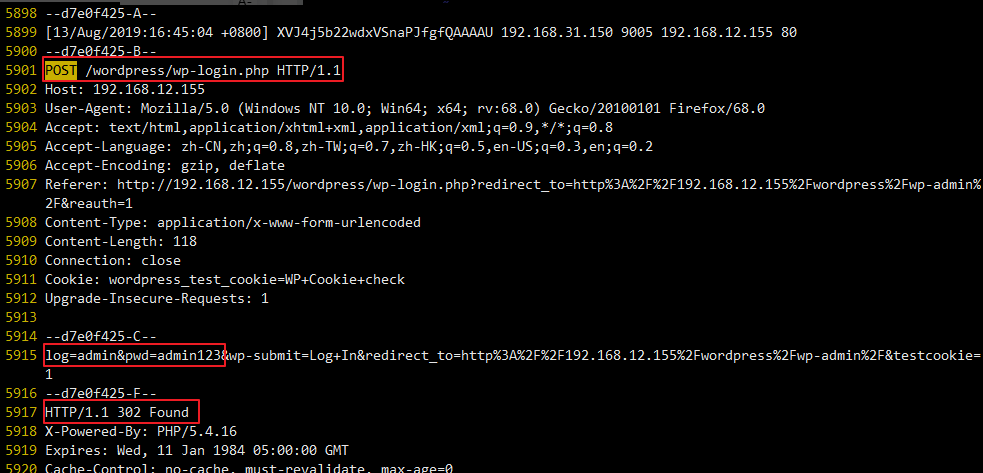 5898 --d7e0f425-A--
5899 [13/Aug/2019:16:45:04 +0800] XVJ4j5b22wdxVSnaPJfgfQAAAAU 192.168.31.150 9005 192.168.12.155 80
5900 --d7e0f425-B--
5901 POST /wordpress/wp-login.php HTTP/1.1
5902 Host: 192.168.12.155
5903 User-Agent: Mozilla/5.0 (Windows NT 10.0; Win64; x64; rv:68.0) Gecko/20100101 Firefox/68.0
5904 Accept: text/html,application/xhtml+xml,application/xml;q=0.9,*/*;q=0.8
5905 Accept-Language: zh-CN,zh;q=0.8,zh-TW;q=0.7,zh-HK;q=0.5,en-US;q=0.3,en;q=0.2
5906 Accept-Encoding: gzip, deflate
5907 Referer: http://192.168.12.155/wordpress/wp-login.php?redirect_to=http%3A%2F%2F192.168.12.155%2Fwordpress%2Fwp-admin%
2F&reauth=1
5908 Content-Type: application/x-www-form-urlencoded
5909 Content-Length: 118
5910 Connection: close
5911 Cookie: wordpress_test_cookie=WP+Cookie+check
5912 Upgrade-Insecure-Requests: 1
5913
5914 --d7e0f425-C--
5915 log=admin&pwd=admin123&wp-submit=Log+In&redirect_to=http%3A%2F%2F192.168.12.155%2Fwordpress%2Fwp-admin%2F&testcookie=
1
5916 --d7e0f425-F--
5917 HTTP/1.1 302 Found
5918 X-Powered-By: PHP/5.4.16
5919 Expires: Wed, 11 Jan 1984 05:00:00 GMT
5920 Cache-Control: no-cache, must-revalidate, max-age=0